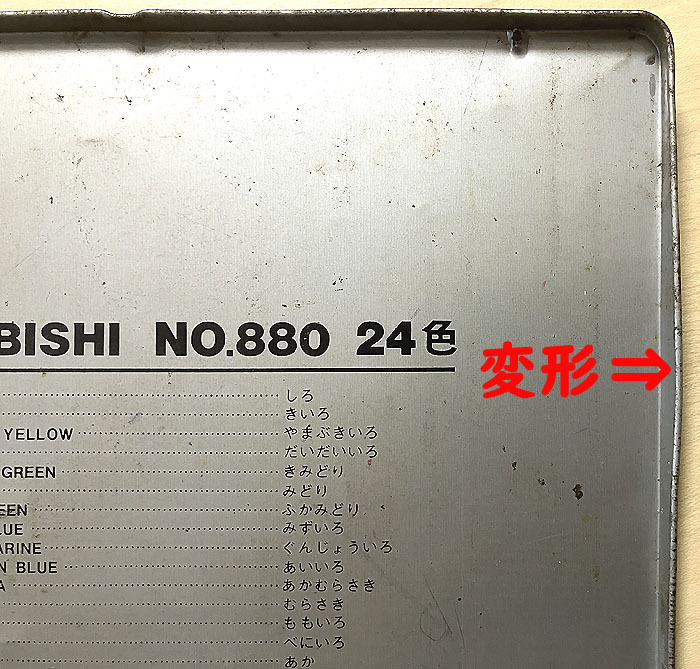 BISHI NO.880 24色
変形⇒
しろ
きいろ
YELLOW やまぶきいろ
だいだいいろ
GREEN きみどり
みどり
EEN ふかみどり
LUE みずいろ
ARINE ぐんじょういろ
N BLUE あいいろ
A あかむらさき
むらさき
ももいろ
べにいろ
あか